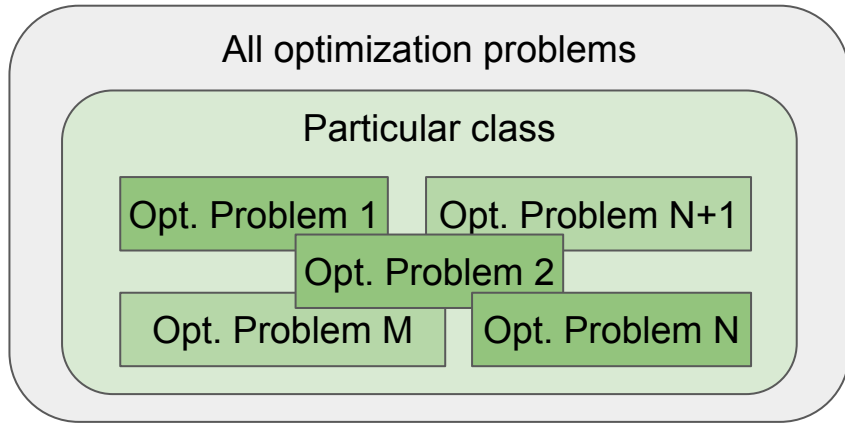 All optimization problems
Particular class
Opt. Problem 1
Opt. Problem N+1
Opt. Problem 2
Opt. Problem M
Opt. Problem N